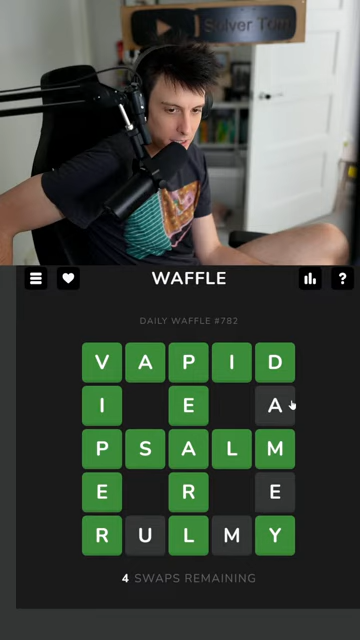 Solver Tom
WAFFLE
?
DAILY WAFFLE #782
V A P I D
I E A
P S A L M
E R E
R U L M Y
4 SWAPS REMAINING